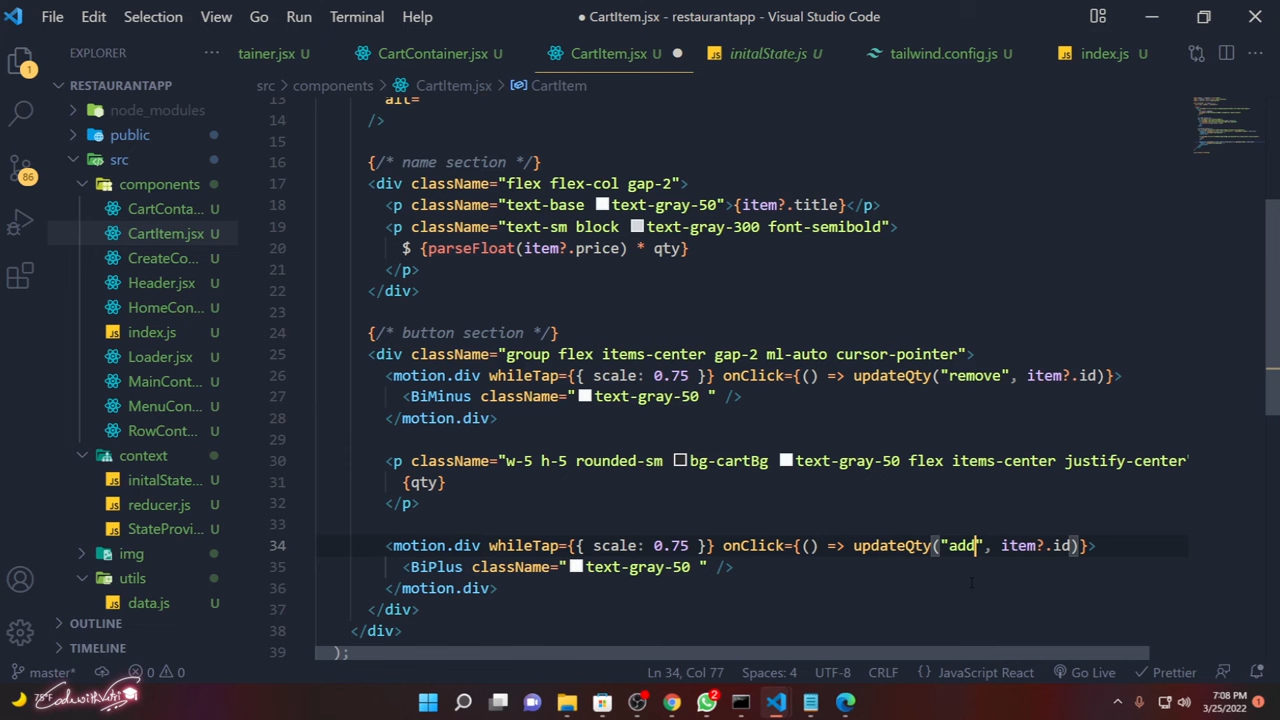 File Edit Selection View Go Run Terminal Help
● CartItem.jsx - restaurantapp - Visual Studio Code
EXPLORER ...
tainer.jsx U
CartContainer.jsx U
CartItem.jsx U ●
initalState.js U
tailwind.config.js U
index.js U
src > components > CartItem.jsx > CartItem
RESTAURANTAPP
node_modules
public
src
components
CartConta... U
CartItem.jsx U
CreateCo... U
Header.jsx U
HomeCon... U
index.js U
Loader.jsx U
MainCont... U
MenuCon... U
RowCont... U
context
initalState... U
reducer.js U
StateProvi... U
img
utils
data.js U
OUTLINE
TIMELINE
1
86
13 alt=
14 />
15
16 {/* name section */}
17 <div className="flex flex-col gap-2">
18 <p className="text-base text-gray-50">{item?.title}</p>
19 <p className="text-sm block text-gray-300 font-semibold">
20 $ {parseFloat(item?.price) * qty}
21 </p>
22 </div>
23
24 {/* button section */}
25 <div className="group flex items-center gap-2 ml-auto cursor-pointer">
26 <motion.div whileTap={{ scale: 0.75 }} onClick={() => updateQty("remove", item?.id)}>
27 <BiMinus className="text-gray-50 " />
28 </motion.div>
29
30 <p className="w-5 h-5 rounded-sm bg-cartBg text-gray-50 flex items-center justify-center"
31 {qty}
32 </p>
33
34 <motion.div whileTap={{ scale: 0.75 }} onClick={() => updateQty("add", item?.id)}>
35 <BiPlus className="text-gray-50 " />
36 </motion.div>
37 </div>
38 </div>
39 );
master* 0 0 Ln 34, Col 77 Spaces: 4 UTF-8 CRLF { } JavaScript React Go Live Prettier
75°F
2
7:08 PM
3/25/2022
1